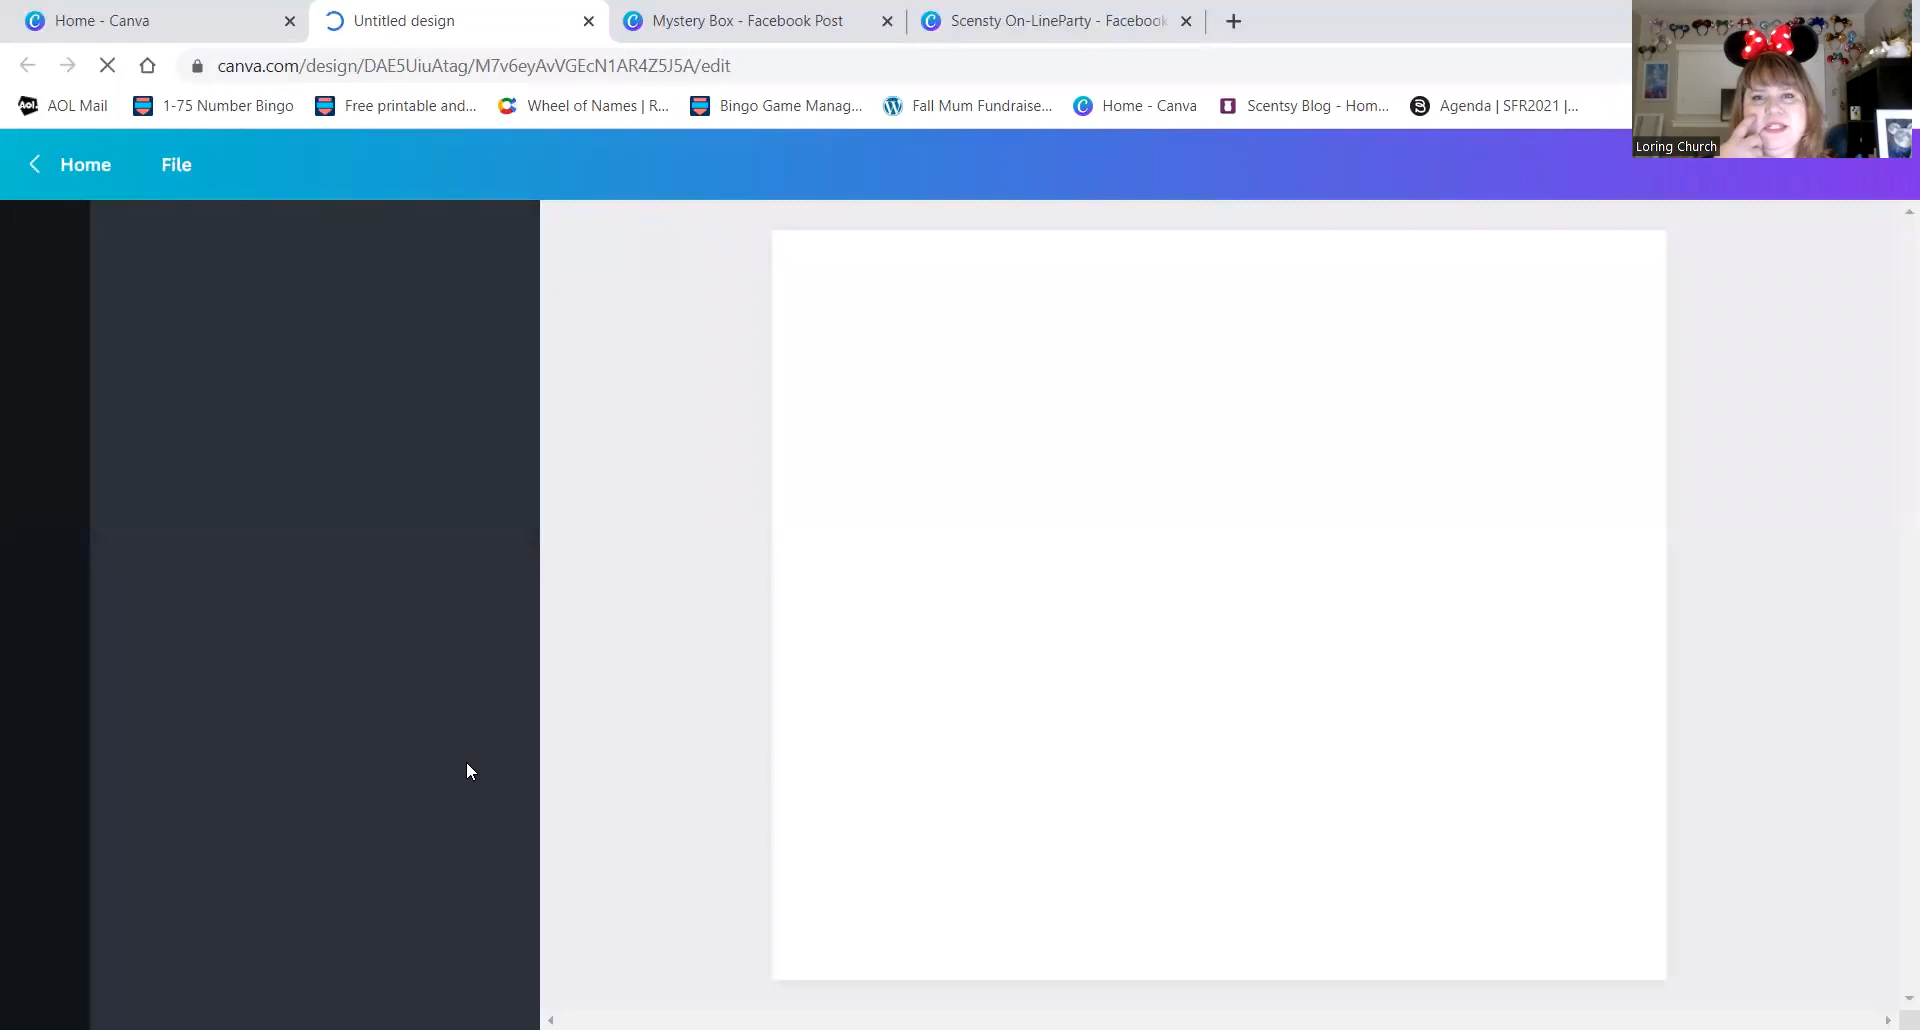 Home - Canva
Untitled design
Mystery Box - Facebook Post
Scensty On-LineParty - Facebook
canva.com/design/DAE5UiuAtag/M7v6eyAvVGEcN1AR4Z5J5A/edit
Aol.
AOL Mail
1-75 Number Bingo
Free printable and...
Wheel of Names | R...
Bingo Game Manag...
Fall Mum Fundraise...
Home - Canva
Scentsy Blog - Hom...
Agenda | SFR2021 |...
Loring Church
Home
File